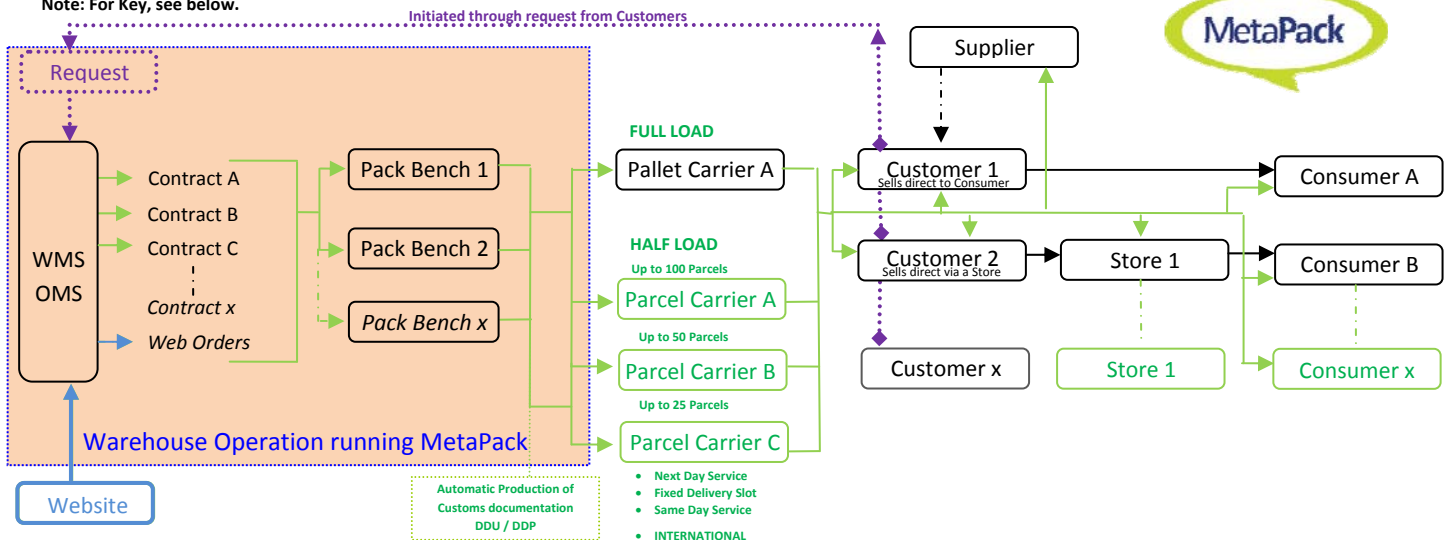 Note: For Key, see below.
Initiated through request from Customers
MetaPack
Supplier
Request
FULL LOAD
Pack Bench 1
Pallet Carrier A
Customer 1
Sells direct to Consumer
Consumer A
Contract A
Contract B
Contract C
Contract x
Web Orders
WMS
OMS
Pack Bench 2
Pack Bench x
HALF LOAD
Up to 100 Parcels
Parcel Carrier A
Up to 50 Parcels
Parcel Carrier B
Up to 25 Parcels
Parcel Carrier C
Customer 2
Sells direct via a Store
Store 1
Consumer B
Customer x
Store 1
Consumer x
Warehouse Operation running MetaPack
Website
Automatic Production of
Customs documentation
DDU / DDP
• Next Day Service
• Fixed Delivery Slot
• Same Day Service
• INTERNATIONAL